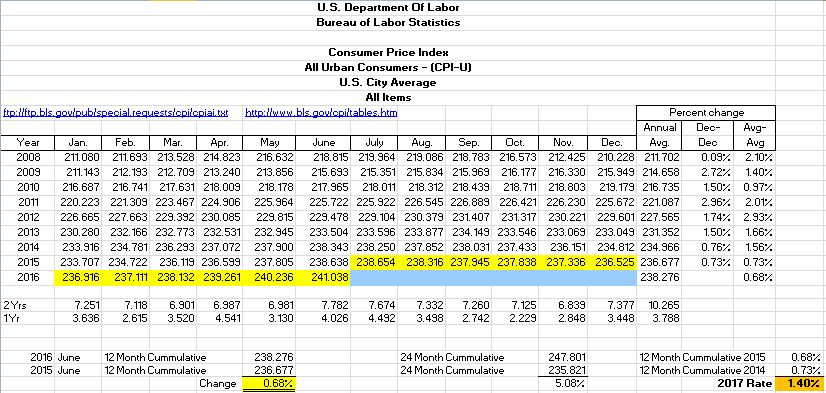 U.S. Department Of Labor
Bureau of Labor Statistics
Consumer Price Index
All Urban Consumers - (CPI-U)
U.S. City Average
All Items
ftp://ftp.bls.gov/pub/special.requests/cpi/cpiai.txt http://www.bls.gov/cpi/tables.htm Percent change
Annual Dec- Avg-
Year Jan. Feb. Mar. Apr. May June July Aug. Sep. Oct. Nov. Dec. Avg. Dec Avg
2008 211.080 211.693 213.528 214.823 216.632 218.815 219.964 219.086 218.783 216.573 212.425 210.228 211.702 0.09% 2.10%
2009 211.143 212.193 212.709 213.240 213.856 215.693 215.351 215.834 215.969 216.177 216.330 215.949 214.658 2.72% 1.40%
2010 216.687 216.741 217.631 218.009 218.178 217.965 218.011 218.312 218.439 218.711 218.803 219.179 216.735 1.50% 0.97%
2011 220.223 221.309 223.467 224.906 225.964 225.722 225.922 226.545 226.889 226.421 226.230 225.672 221.087 2.96% 2.01%
2012 226.665 227.663 229.392 230.085 229.815 229.478 229.104 230.379 231.407 231.317 230.221 229.601 227.565 1.74% 2.93%
2013 230.280 232.166 232.773 232.531 232.945 233.504 233.596 233.877 234.149 233.546 233.069 233.049 231.352 1.50% 1.66%
2014 233.916 234.781 236.293 237.072 237.900 238.343 238.250 237.852 238.031 237.433 236.151 234.812 234.966 0.76% 1.56%
2015 233.707 234.722 236.119 236.599 237.805 238.638 238.654 238.316 237.945 237.838 237.336 236.525 236.677 0.73% 0.73%
2016 236.916 237.111 238.132 239.261 240.236 241.038 238.276 0.68%
2Yrs 7.251 7.118 6.901 6.987 6.981 7.782 7.674 7.332 7.260 7.125 6.839 7.377 10.265
1Yr 3.636 2.615 3.520 4.541 3.130 4.026 4.492 3.498 2.742 2.229 2.848 3.448 3.788
2016 June 12 Month Cummulative 238.276 24 Month Cummulative 247.801 12 Month Cummulative 2015 0.68%
2015 June 12 Month Cummulative 236.677 24 Month Cummulative 235.821 12 Month Cummulative 2014 0.73%
Change 0.68% 5.08% 2017 Rate 1.40%